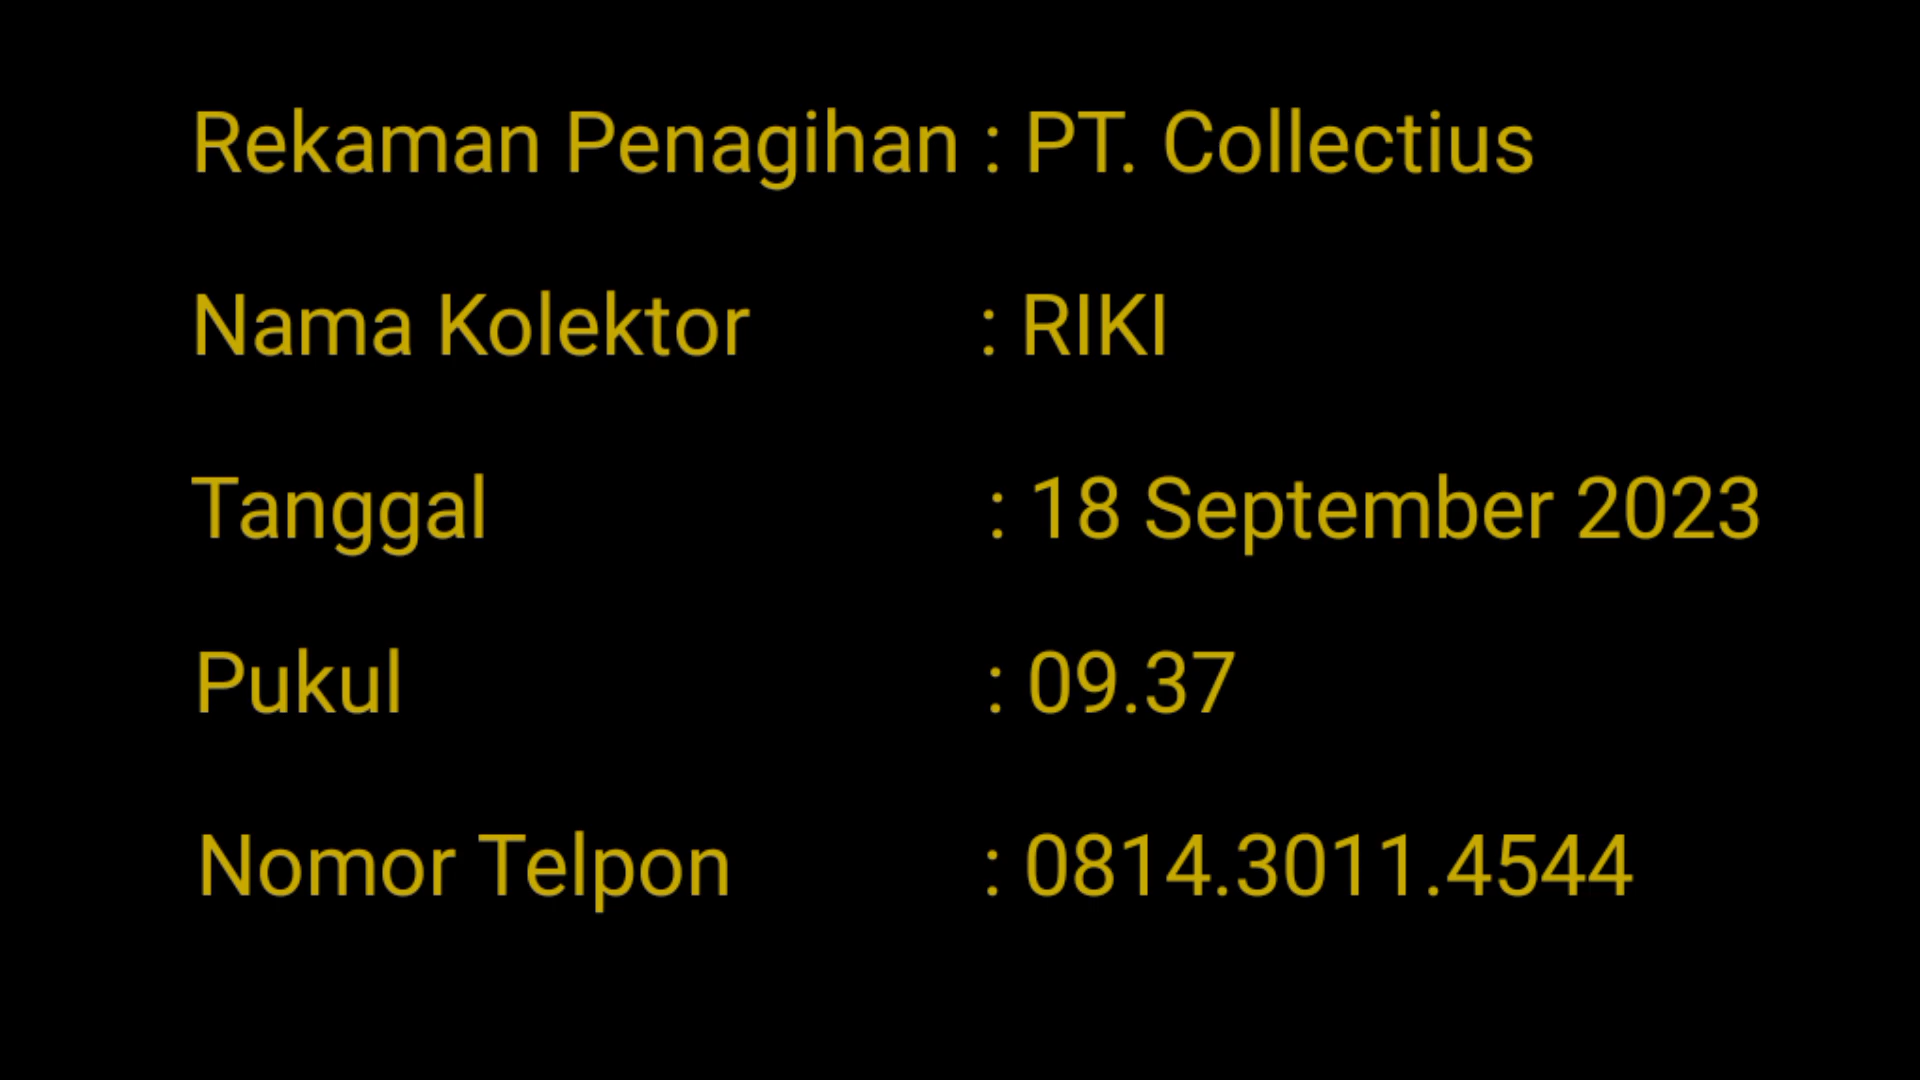 Rekaman Penagihan : PT. Collectius
Nama Kolektor : RIKI
Tanggal : 18 September 2023
Pukul : 09.37
Nomor Telpon : 0814.3011.4544